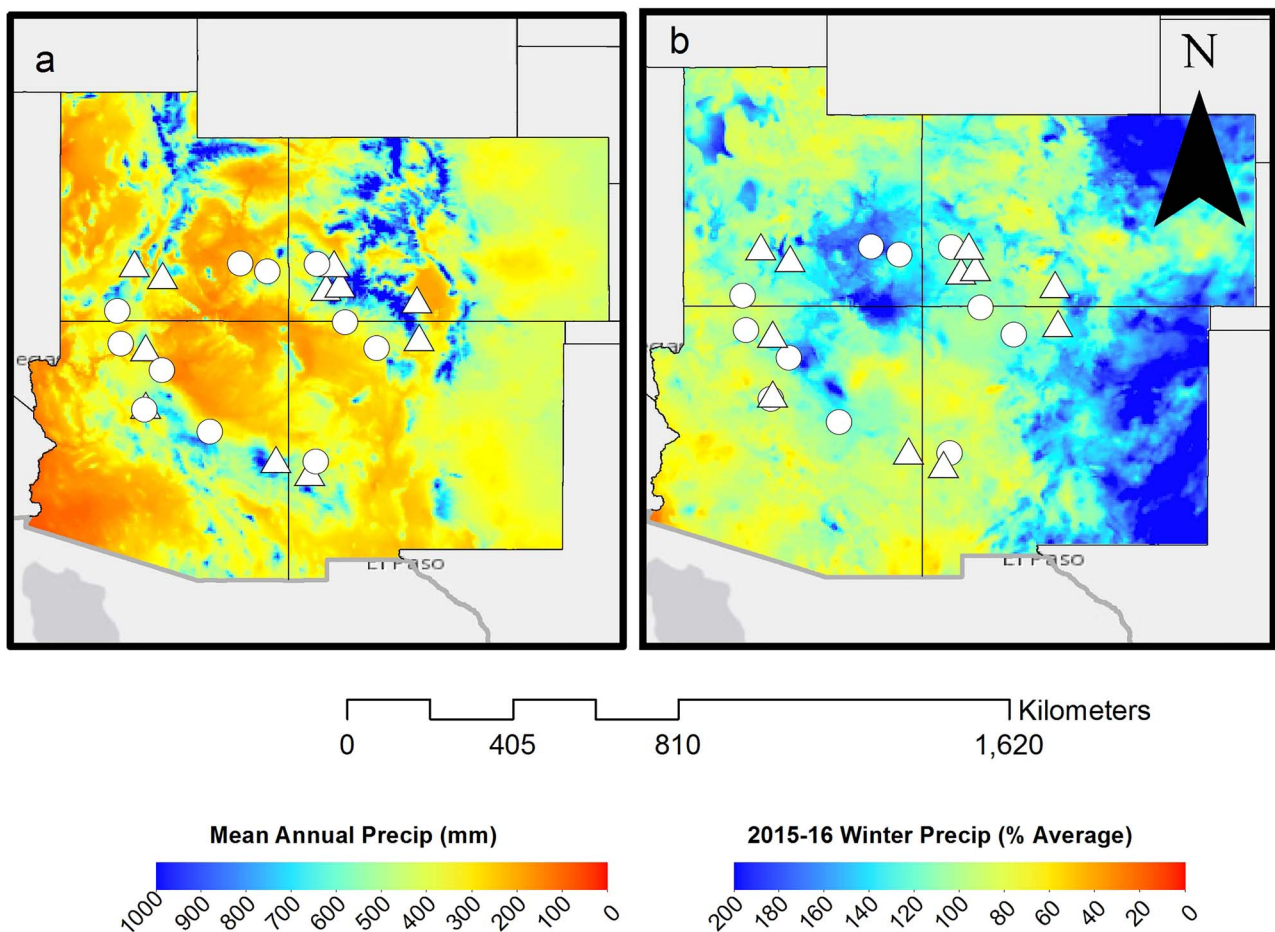 a
b
N
El Paso
El Paso
Kilometers
0 405 810 1,620
Mean Annual Precip (mm)
1000 900 800 700 600 500 400 300 200 100 0
2015-16 Winter Precip (% Average)
200 180 160 140 120 100 80 60 40 20 0